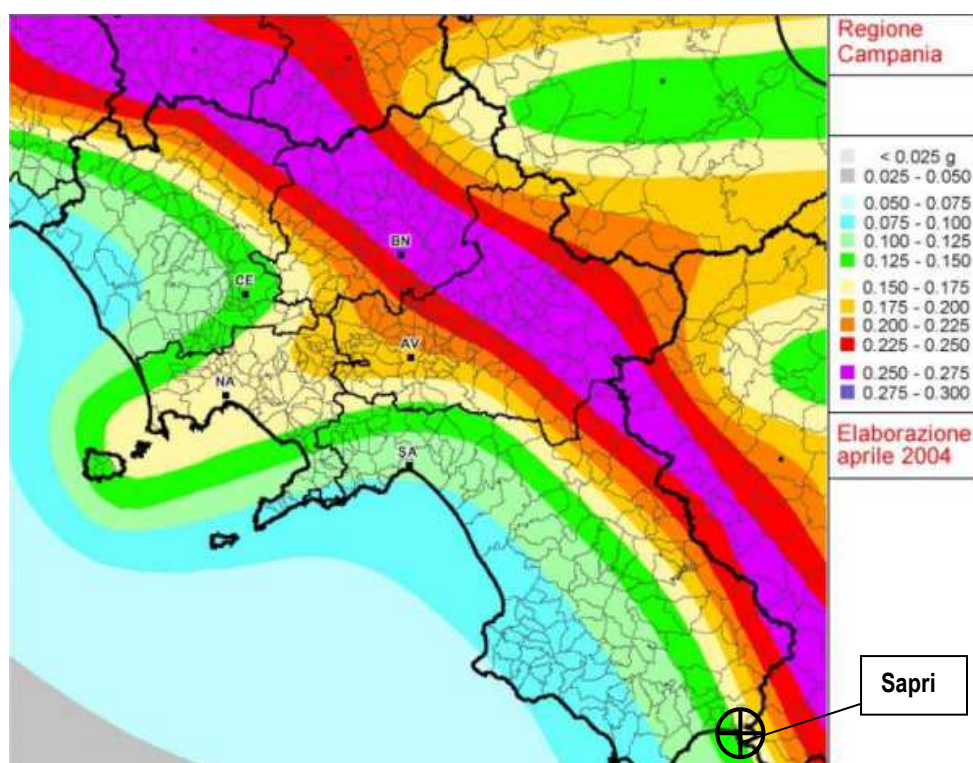 Regione
Campania
< 0.025 g
0.025 - 0.050
0.050 - 0.075
0.075 - 0.100
0.100 - 0.125
0.125 - 0.150
0.150 - 0.175
0.175 - 0.200
0.200 - 0.225
0.225 - 0.250
0.250 - 0.275
0.275 - 0.300
Elaborazione
aprile 2004
BN
CE
AV
NA
SA
Sapri